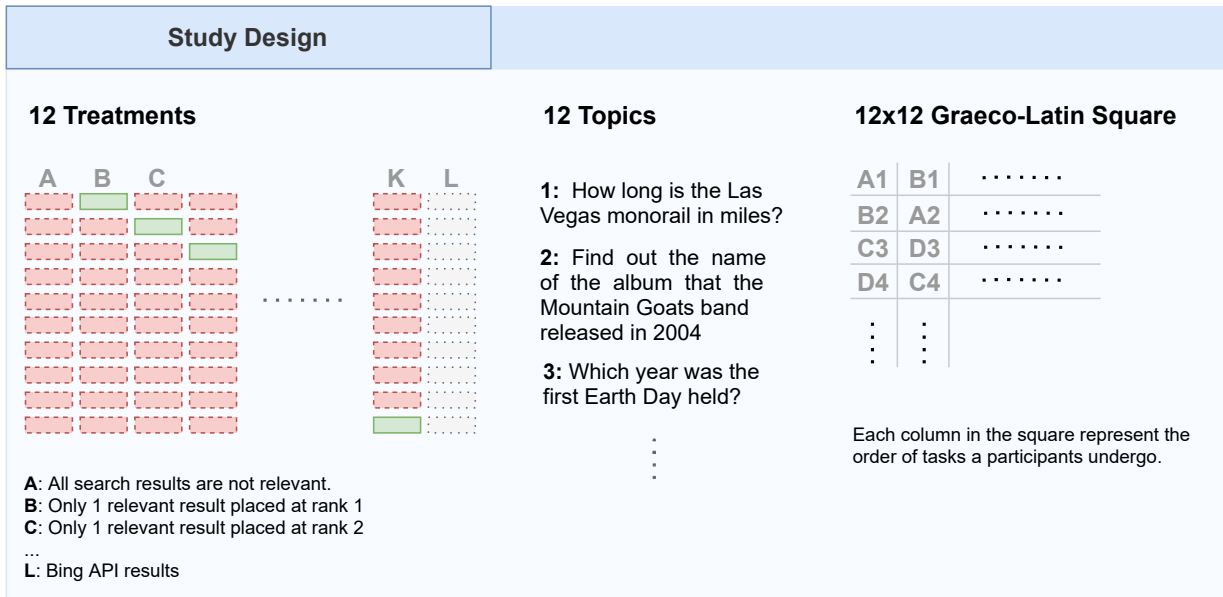 Study Design
12 Treatments
A B C K L
A: All search results are not relevant.
B: Only 1 relevant result placed at rank 1
C: Only 1 relevant result placed at rank 2
...
L: Bing API results
12 Topics
1: How long is the Las
Vegas monorail in miles?
2: Find out the name
of the album that the
Mountain Goats band
released in 2004
3: Which year was the
first Earth Day held?
12x12 Graeco-Latin Square
A1 B1 .......
B2 A2 .......
C3 D3 .......
D4 C4 .......
Each column in the square represent the
order of tasks a participants undergo.